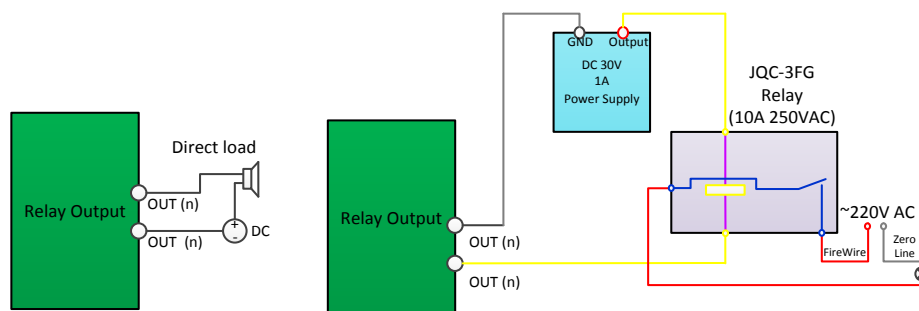 Direct load
Relay Output
OUT (n)
OUT (n)
+
-
DC
GND
Output
DC 30V
1A
Power Supply
JQC-3FG
Relay
(10A 250VAC)
Relay Output
OUT (n)
OUT (n)
~220V AC
FireWire
Zero
Line